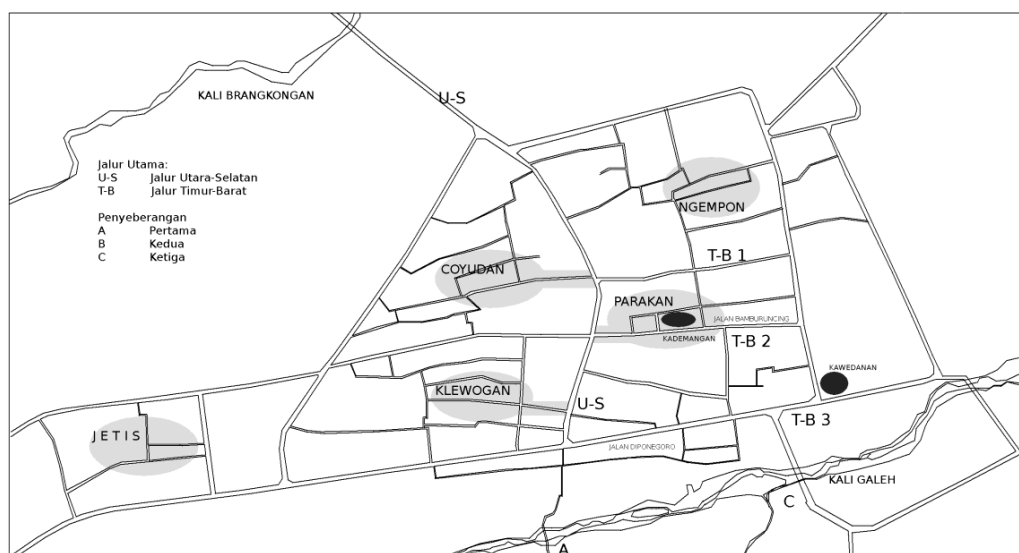 KALI BRANGKONGAN
U-S
Jalur Utama:
U-S Jalur Utara-Selatan
T-B Jalur Timur-Barat
Penyeberangan
A Pertama
B Kedua
C Ketiga
NGEMPON
T-B 1
COYUDAN
PARAKAN
JALAN BAMBURUNCING
KADEMANGAN
T-B 2
KAWEDANAN
KLEWOGAN
U-S
T-B 3
JETIS
JALAN DIPONEGORO
KALI GALEH
C
A